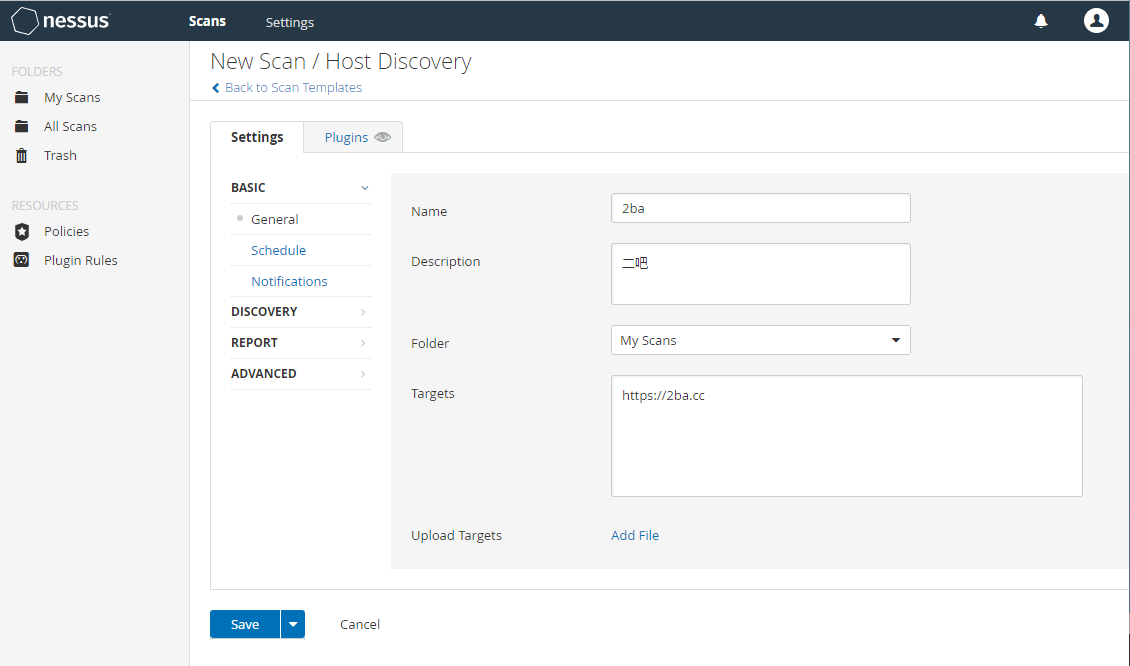 nessus
Scans
Settings
FOLDERS
My Scans
All Scans
Trash
RESOURCES
Policies
Plugin Rules
New Scan / Host Discovery
Back to Scan Templates
Settings
Plugins
BASIC
General
Schedule
Notifications
DISCOVERY
REPORT
ADVANCED
Name
2ba
Description
二吧
Folder
My Scans
Targets
https://2ba.cc
Upload Targets
Add File
Save
Cancel